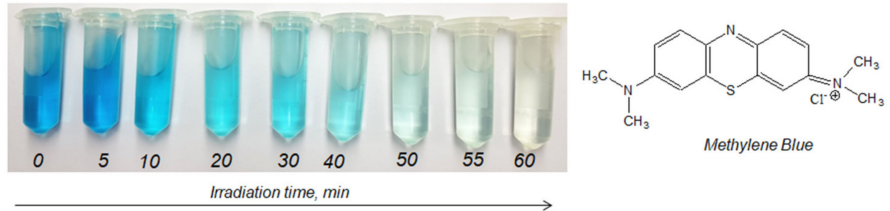 0 5 10 20 30 40 50 55 60
Irradiation time, min
N
H₃C
N
CH₃
S
Cl⁻
⊕
N
CH₃
CH₃
Methylene Blue